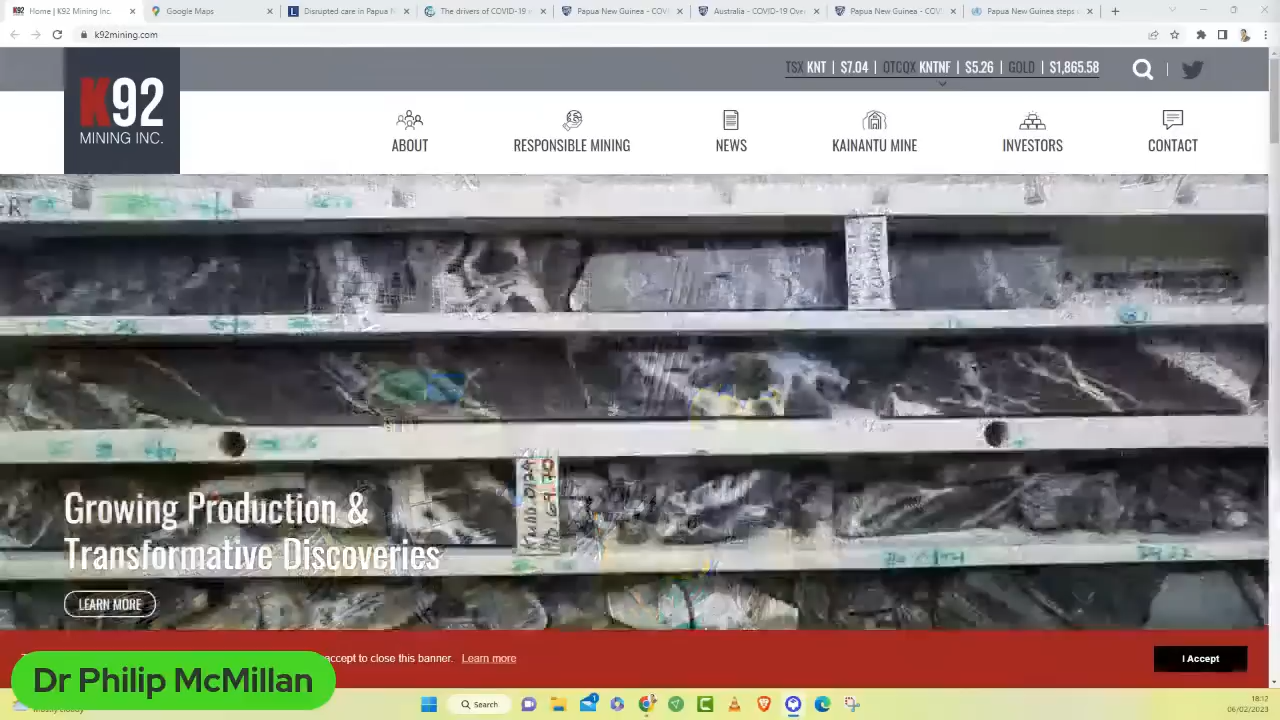 Home | K92 Mining Inc.
Google Maps
Disrupted care in Papua
The drivers of COVID-19
Papua New Guinea - COV
Australia - COVID-19 Ove
Papua New Guinea - COV
Papua New Guinea steps
k92mining.com
TSX KNT | $7.04 | OTCQX KNTNF | $5.26 | GOLD | $1,865.58
K92
MINING INC.
ABOUT
RESPONSIBLE MINING
NEWS
KAINANTU MINE
INVESTORS
CONTACT
Growing Production &
Transformative Discoveries
LEARN MORE
accept to close this banner. Learn more
I Accept
Dr Philip McMillan
Mostly cloudy
Search
18:12
06/02/2023